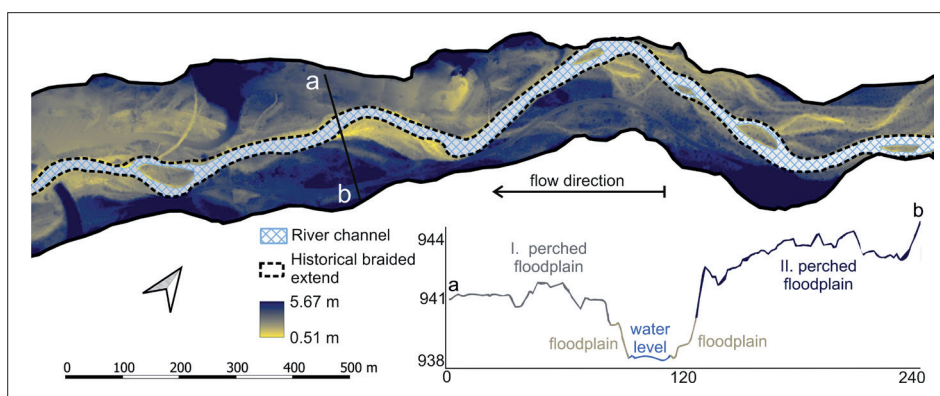 a
b
flow direction
River channel
Historical braided
extend
5.67 m
0.51 m
0 100 200 300 400 500 m
944
941
938
a
I. perched
floodplain
floodplain
water
level
floodplain
II. perched
floodplain
b
0 120 240